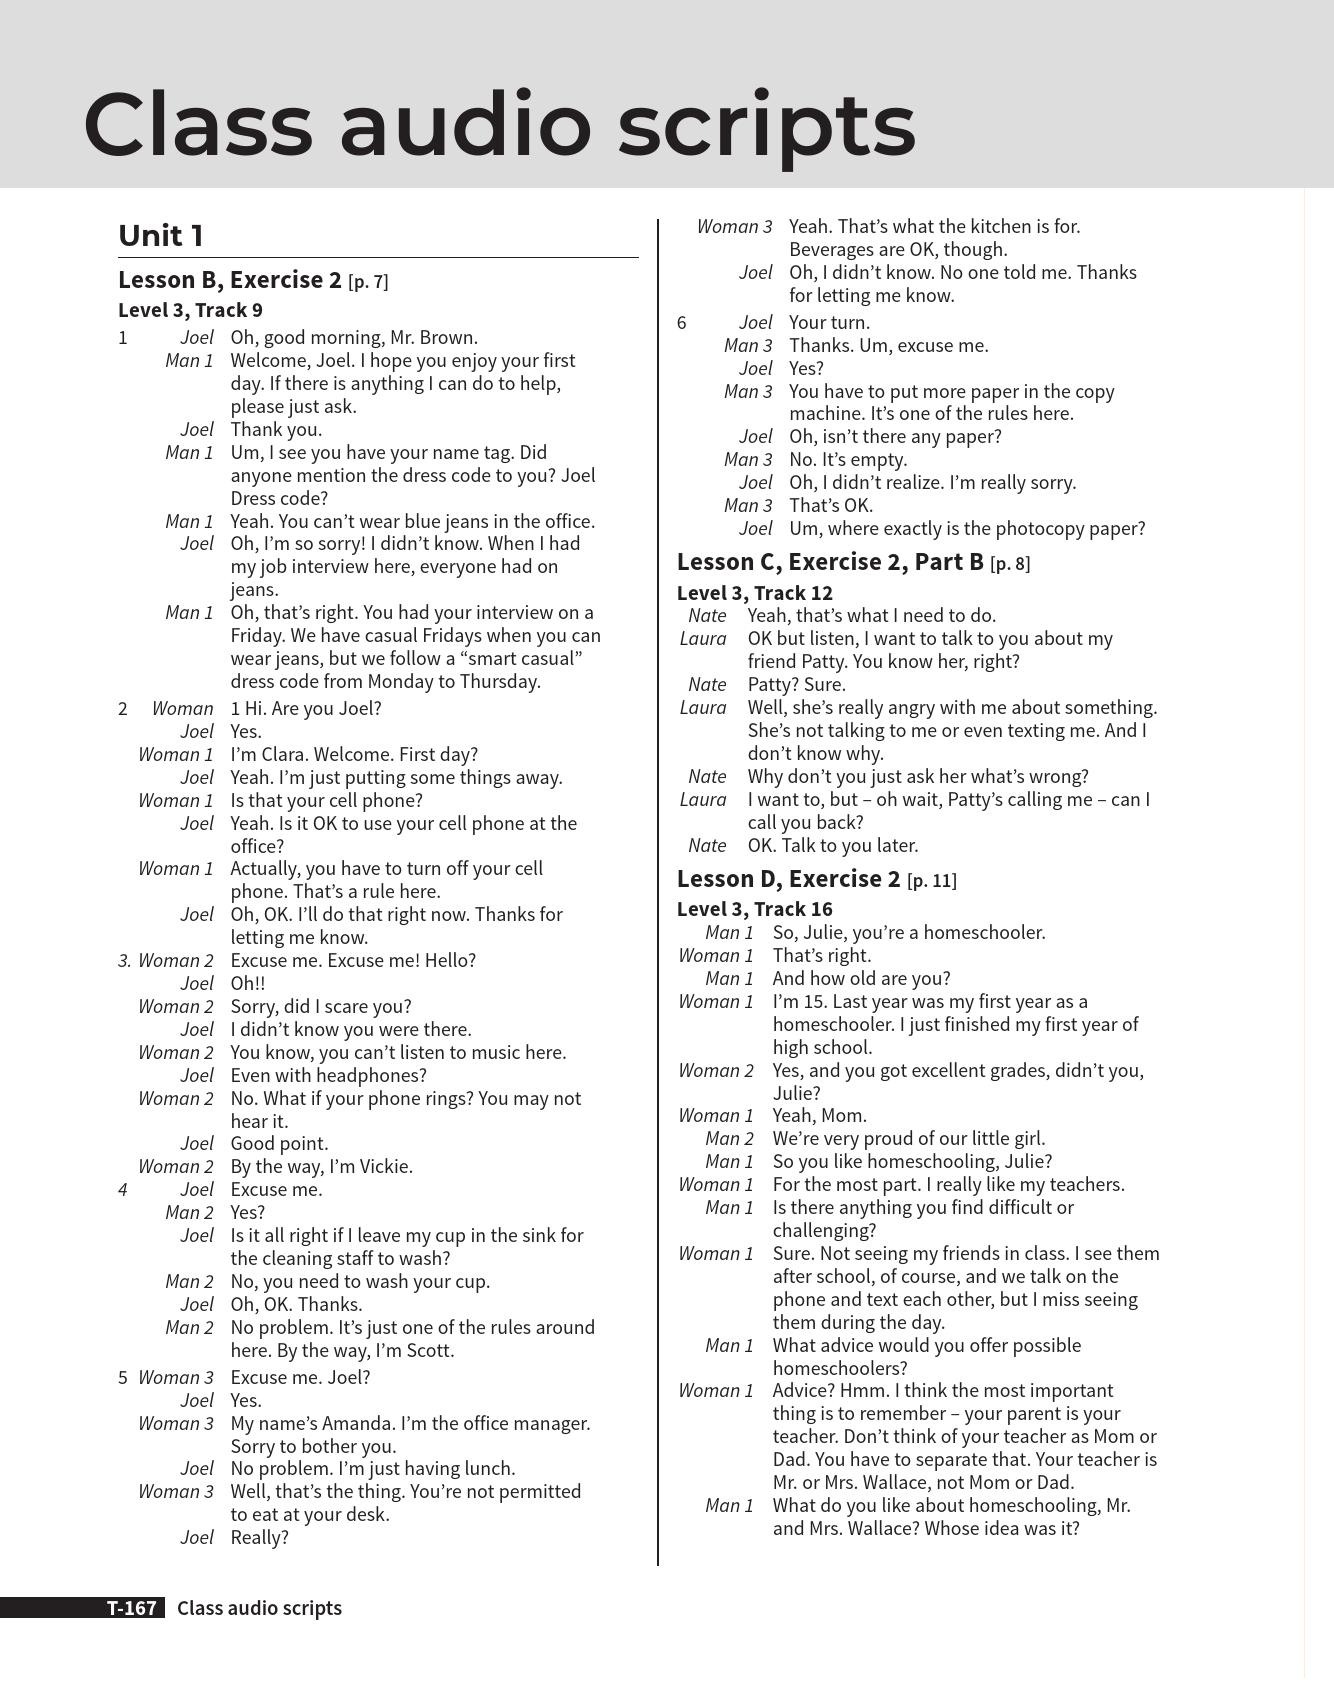 Class audio scripts
Unit 1
Lesson B, Exercise 2 [p. 7]
Level 3, Track 9
1 Joel Oh, good morning, Mr. Brown.
Man 1 Welcome, Joel. I hope you enjoy your first
day. If there is anything I can do to help,
please just ask.
Joel Thank you.
Man 1 Um, I see you have your name tag. Did
anyone mention the dress code to you? Joel
Dress code?
Man 1 Yeah. You can’t wear blue jeans in the office.
Joel Oh, I’m so sorry! I didn’t know. When I had
my job interview here, everyone had on
jeans.
Man 1 Oh, that’s right. You had your interview on a
Friday. We have casual Fridays when you can
wear jeans, but we follow a “smart casual”
dress code from Monday to Thursday.
2 Woman 1 Hi. Are you Joel?
Joel Yes.
Woman 1 I’m Clara. Welcome. First day?
Joel Yeah. I’m just putting some things away.
Woman 1 Is that your cell phone?
Joel Yeah. Is it OK to use your cell phone at the
office?
Woman 1 Actually, you have to turn off your cell
phone. That’s a rule here.
Joel Oh, OK. I’ll do that right now. Thanks for
letting me know.
3. Woman 2 Excuse me. Excuse me! Hello?
Joel Oh!!
Woman 2 Sorry, did I scare you?
Joel I didn’t know you were there.
Woman 2 You know, you can’t listen to music here.
Joel Even with headphones?
Woman 2 No. What if your phone rings? You may not
hear it.
Joel Good point.
Woman 2 By the way, I’m Vickie.
4 Joel Excuse me.
Man 2 Yes?
Joel Is it all right if I leave my cup in the sink for
the cleaning staff to wash?
Man 2 No, you need to wash your cup.
Joel Oh, OK. Thanks.
Man 2 No problem. It’s just one of the rules around
here. By the way, I’m Scott.
5 Woman 3 Excuse me. Joel?
Joel Yes.
Woman 3 My name’s Amanda. I’m the office manager.
Sorry to bother you.
Joel No problem. I’m just having lunch.
Woman 3 Well, that’s the thing. You’re not permitted
to eat at your desk.
Joel Really?
Woman 3 Yeah. That’s what the kitchen is for.
Beverages are OK, though.
Joel Oh, I didn’t know. No one told me. Thanks
for letting me know.
6 Joel Your turn.
Man 3 Thanks. Um, excuse me.
Joel Yes?
Man 3 You have to put more paper in the copy
machine. It’s one of the rules here.
Joel Oh, isn’t there any paper?
Man 3 No. It’s empty.
Joel Oh, I didn’t realize. I’m really sorry.
Man 3 That’s OK.
Joel Um, where exactly is the photocopy paper?
Lesson C, Exercise 2, Part B [p. 8]
Level 3, Track 12
Nate Yeah, that’s what I need to do.
Laura OK but listen, I want to talk to you about my
friend Patty. You know her, right?
Nate Patty? Sure.
Laura Well, she’s really angry with me about something.
She’s not talking to me or even texting me. And I
don’t know why.
Nate Why don’t you just ask her what’s wrong?
Laura I want to, but – oh wait, Patty’s calling me – can I
call you back?
Nate OK. Talk to you later.
Lesson D, Exercise 2 [p. 11]
Level 3, Track 16
Man 1 So, Julie, you’re a homeschooler.
Woman 1 That’s right.
Man 1 And how old are you?
Woman 1 I’m 15. Last year was my first year as a
homeschooler. I just finished my first year of
high school.
Woman 2 Yes, and you got excellent grades, didn’t you,
Julie?
Woman 1 Yeah, Mom.
Man 2 We’re very proud of our little girl.
Man 1 So you like homeschooling, Julie?
Woman 1 For the most part. I really like my teachers.
Man 1 Is there anything you find difficult or
challenging?
Woman 1 Sure. Not seeing my friends in class. I see them
after school, of course, and we talk on the
phone and text each other, but I miss seeing
them during the day.
Man 1 What advice would you offer possible
homeschoolers?
Woman 1 Advice? Hmm. I think the most important
thing is to remember – your parent is your
teacher. Don’t think of your teacher as Mom or
Dad. You have to separate that. Your teacher is
Mr. or Mrs. Wallace, not Mom or Dad.
Man 1 What do you like about homeschooling, Mr.
and Mrs. Wallace? Whose idea was it?
T-167 Class audio scripts